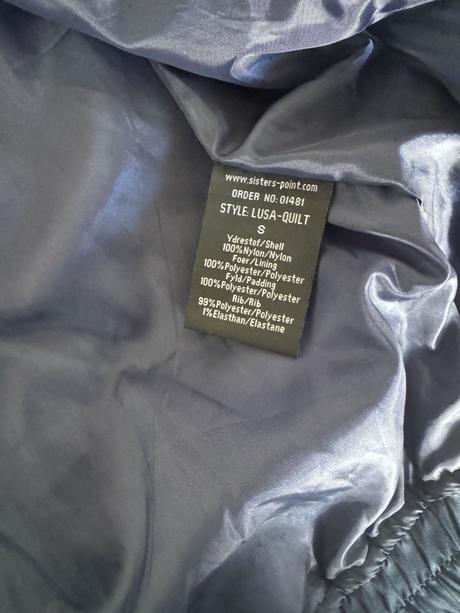 www.sisters-point.com
ORDER NO: 01481
STYLE: LUSA-QUILT
S
Ydrestof/Shell
100%Nylon/Nylon
Foer/Lining
100%Polyester/Polyester
Fyld/Padding
100%Polyester/Polyester
Rib/Rib
99%Polyester/Polyester
1%Elasthan/Elastane